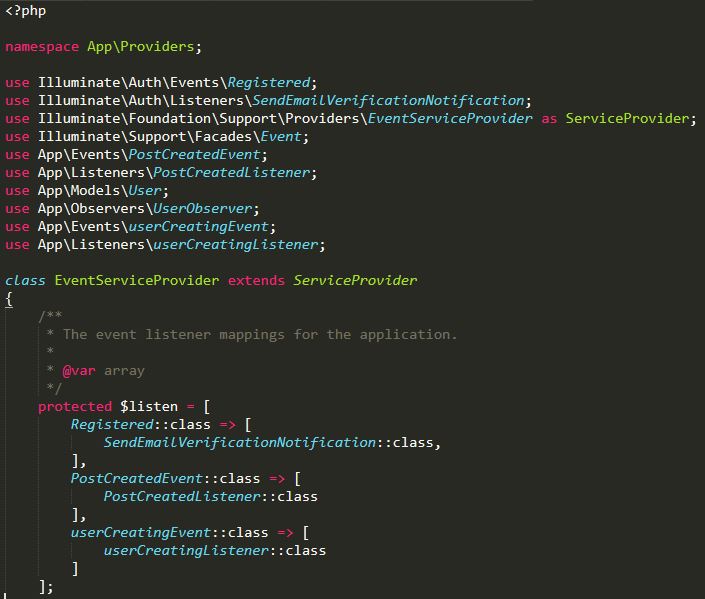 <?php
namespace App\Providers;
use Illuminate\Auth\Events\Registered;
use Illuminate\Auth\Listeners\SendEmailVerificationNotification;
use Illuminate\Foundation\Support\Providers\EventServiceProvider as ServiceProvider;
use Illuminate\Support\Facades\Event;
use App\Events\PostCreatedEvent;
use App\Listeners\PostCreatedListener;
use App\Models\User;
use App\Observers\UserObserver;
use App\Events\userCreatingEvent;
use App\Listeners\userCreatingListener;
class EventServiceProvider extends ServiceProvider
{
    /**
     * The event listener mappings for the application.
     *
     * @var array
     */
    protected $listen = [
        Registered::class => [
            SendEmailVerificationNotification::class,
        ],
        PostCreatedEvent::class => [
            PostCreatedListener::class
        ],
        userCreatingEvent::class => [
            userCreatingListener::class
        ]
    ];